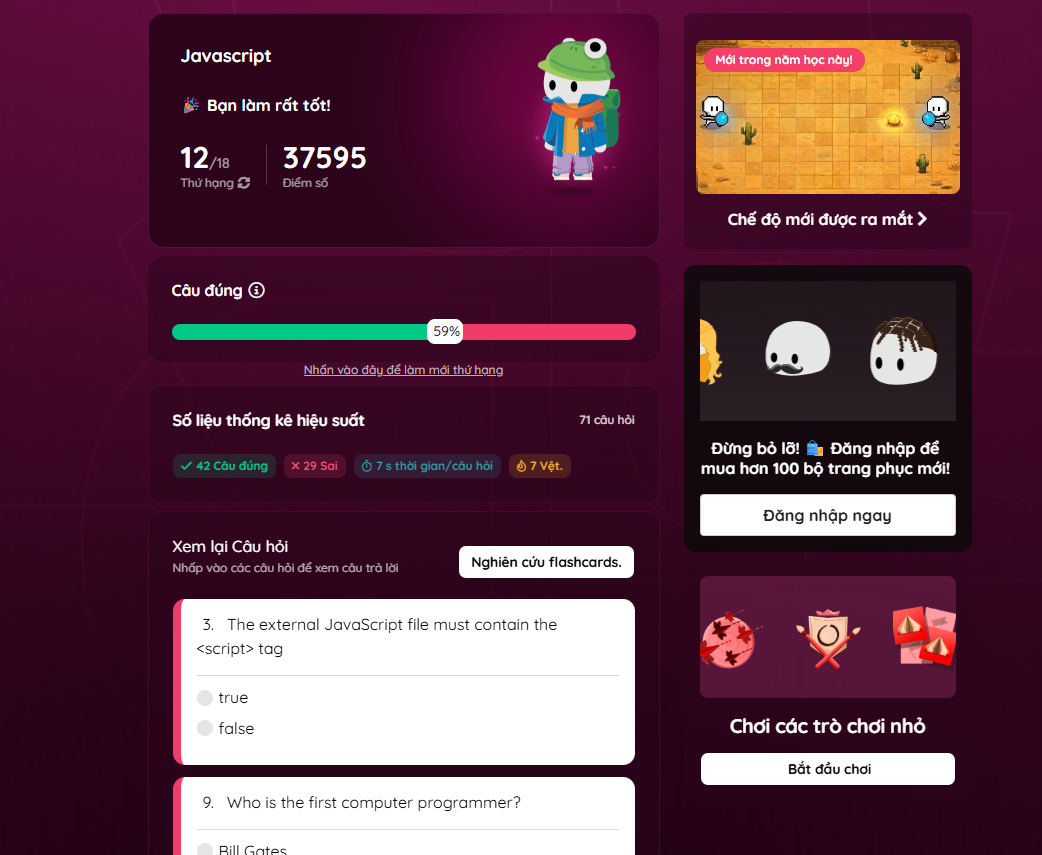 Javascript
🎉 Bạn làm rất tốt!
12/18
Thứ hạng
37595
Điểm số
Câu đúng
59%
Nhấn vào đây để làm mới thứ hạng
Số liệu thống kê hiệu suất
71 câu hỏi
42 Câu đúng
29 Sai
7 s thời gian/câu hỏi
7 Vệt.
Xem lại Câu hỏi
Nhấp vào các câu hỏi để xem câu trả lời
Nghiên cứu flashcards.
3. The external JavaScript file must contain the
<script> tag
true
false
9. Who is the first computer programmer?
Bill Gates
Mới trong năm học này!
Chế độ mới được ra mắt
Đừng bỏ lỡ! 🛍️ Đăng nhập để
mua hơn 100 bộ trang phục mới!
Đăng nhập ngay
Chơi các trò chơi nhỏ
Bắt đầu chơi